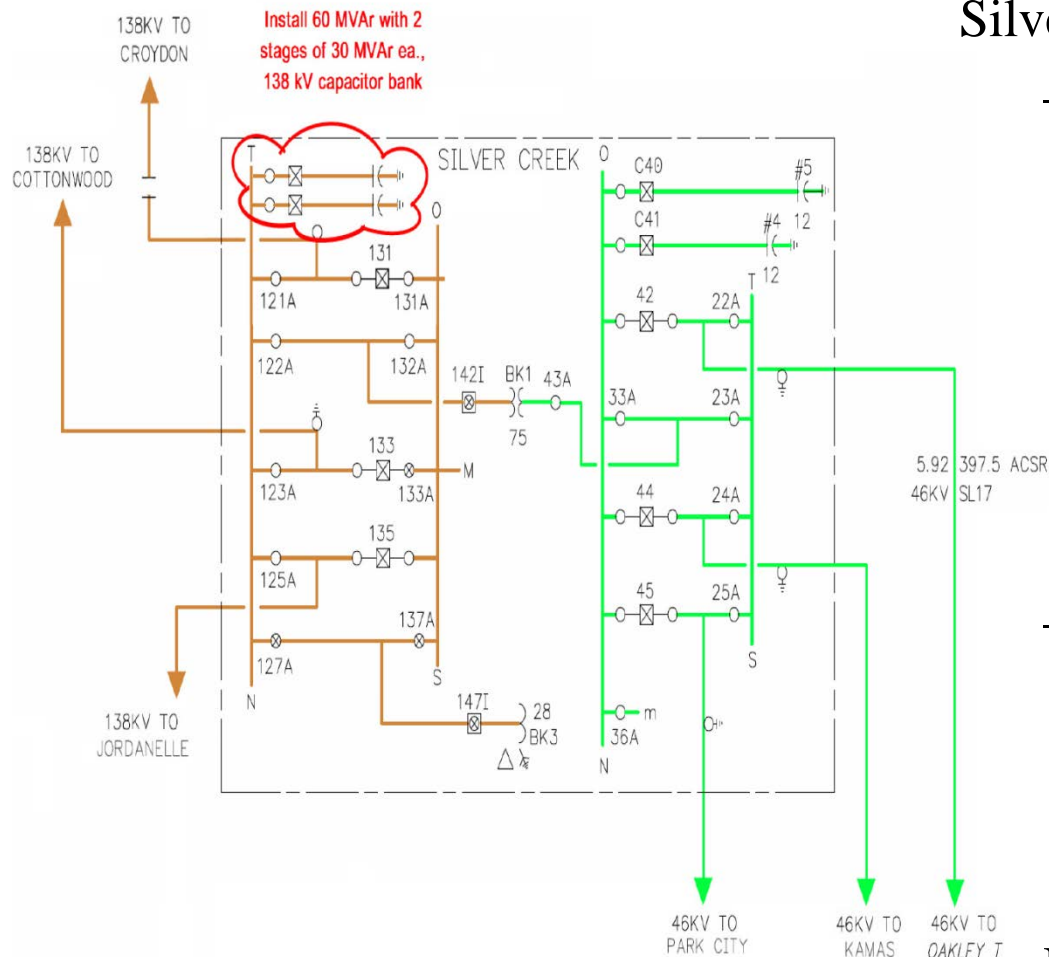 Silve
138KV TO
CROYDON
Install 60 MVAr with 2
stages of 30 MVAr ea.,
138 kV capacitor bank
138KV TO
COTTONWOOD
T
SILVER CREEK
O
C40
#5
12
O
C41
#4
12
131
121A
131A
T
42
22A
122A
132A
142I
BK1
43A
75
33A
23A
133
M
123A
133A
5.92
397.5 ACSR
46KV
SL17
44
24A
135
125A
45
25A
137A
127A
S
S
N
147I
28
BK3
m
36A
N
138KV TO
JORDANELLE
46KV TO
PARK CITY
46KV TO
KAMAS
46KV TO
OAKLEY T